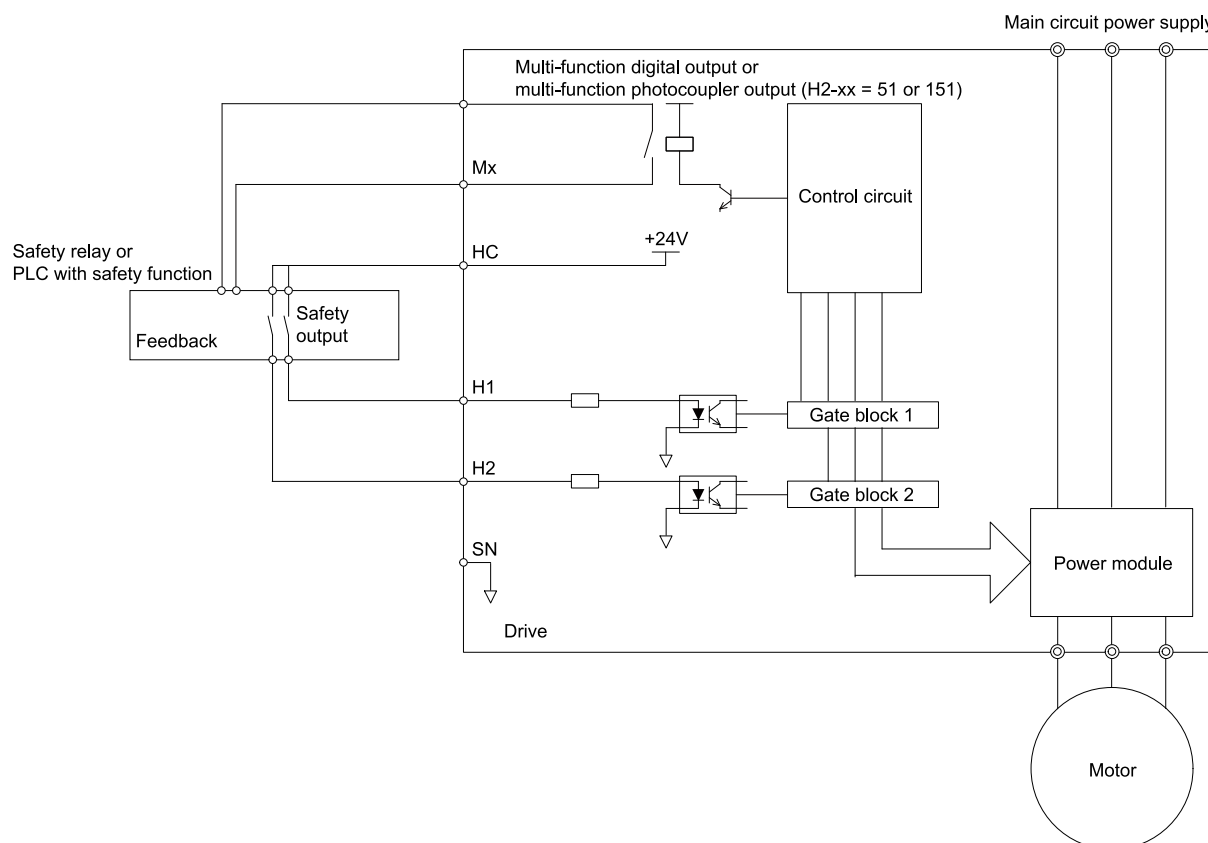 Main circuit power supply
Multi-function digital output or
multi-function photocoupler output (H2-xx = 51 or 151)
Mx
Control circuit
+24V
HC
Safety relay or
PLC with safety function
Safety
output
Feedback
H1
Gate block 1
H2
Gate block 2
SN
Power module
Drive
Motor